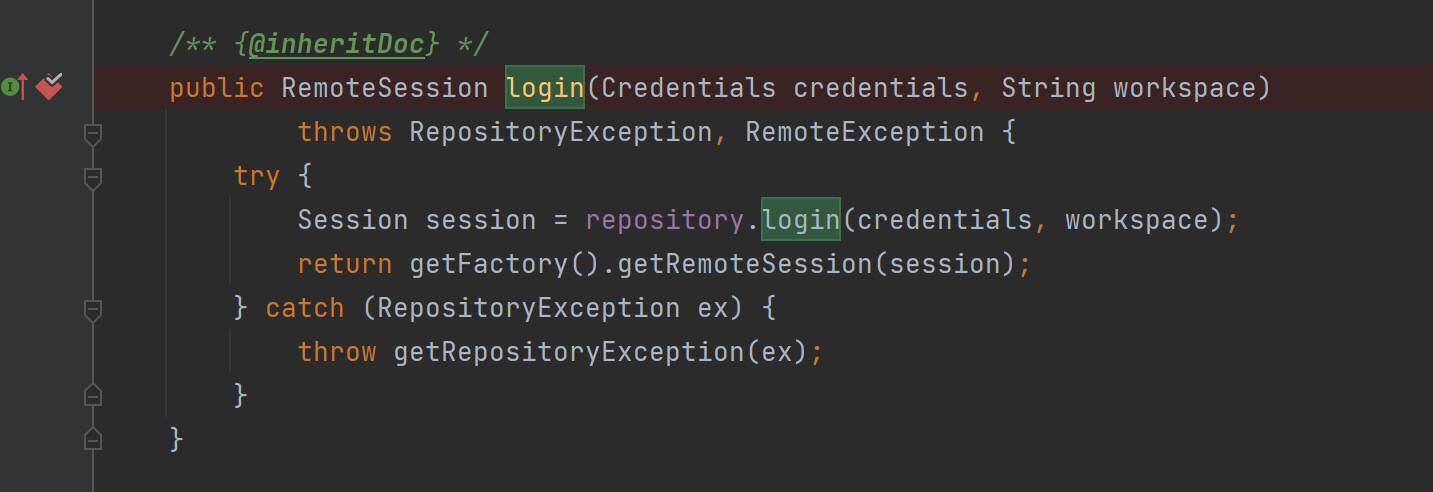 /** {@inheritDoc} */
public RemoteSession login(Credentials credentials, String workspace)
throws RepositoryException, RemoteException {
try {
Session session = repository.login(credentials, workspace);
return getFactory().getRemoteSession(session);
} catch (RepositoryException ex) {
throw getRepositoryException(ex);
}
}